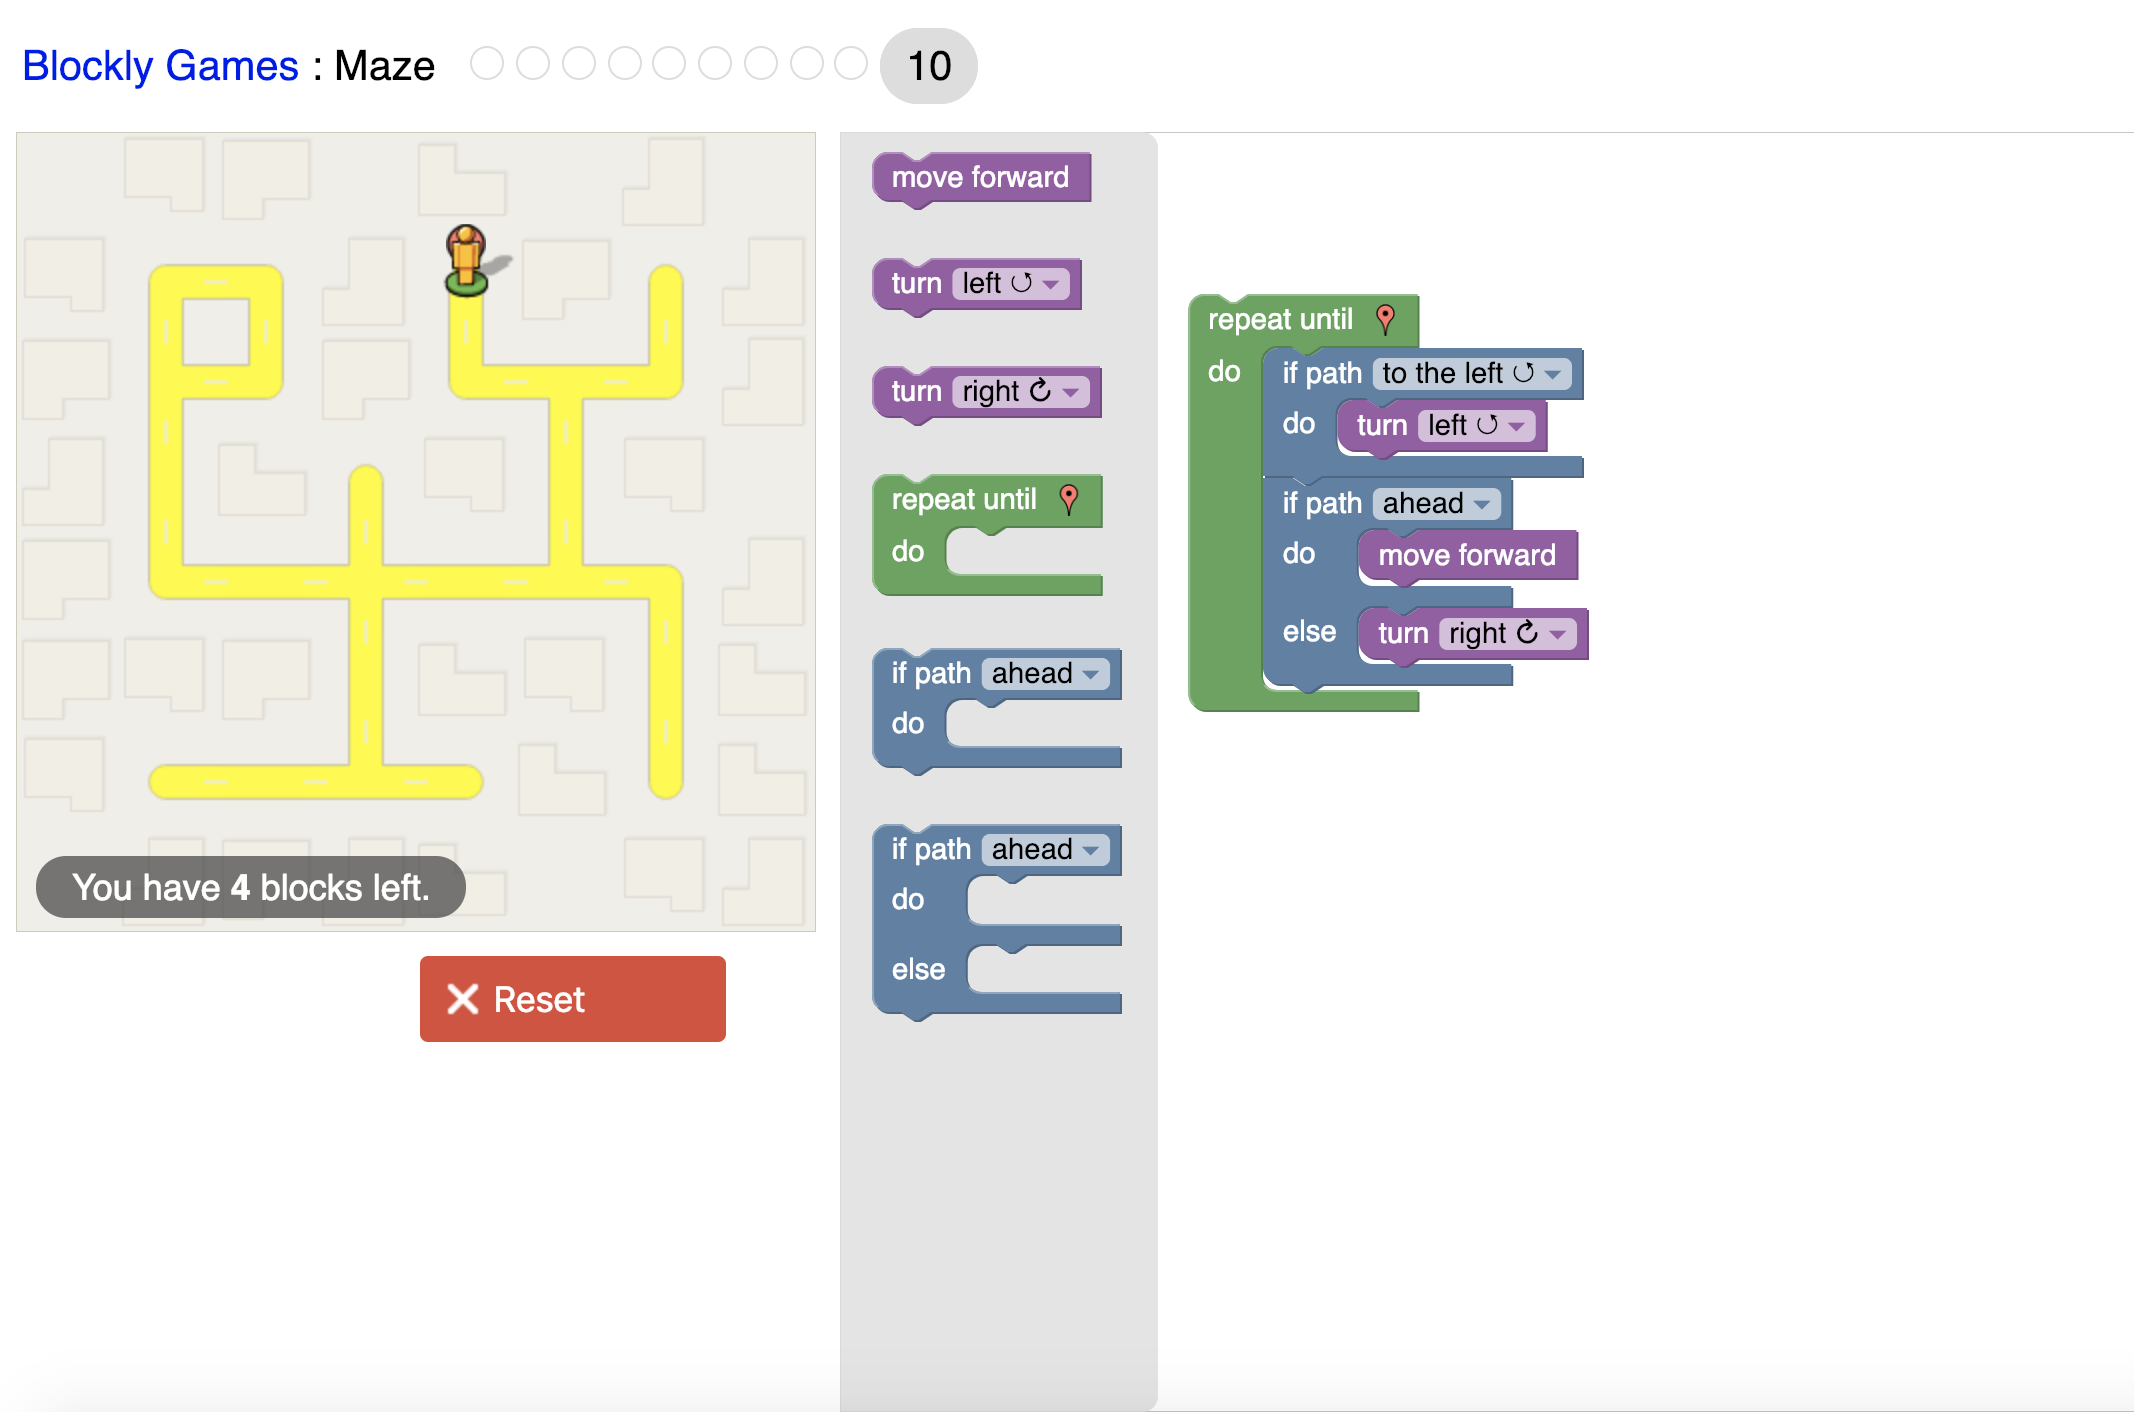 Blockly Games : Maze 10
move forward
turn left
turn right
repeat until
do
if path ahead
do
if path ahead
do
else
repeat until
do if path to the left
do turn left
if path ahead
do move forward
else turn right
You have 4 blocks left.
Reset